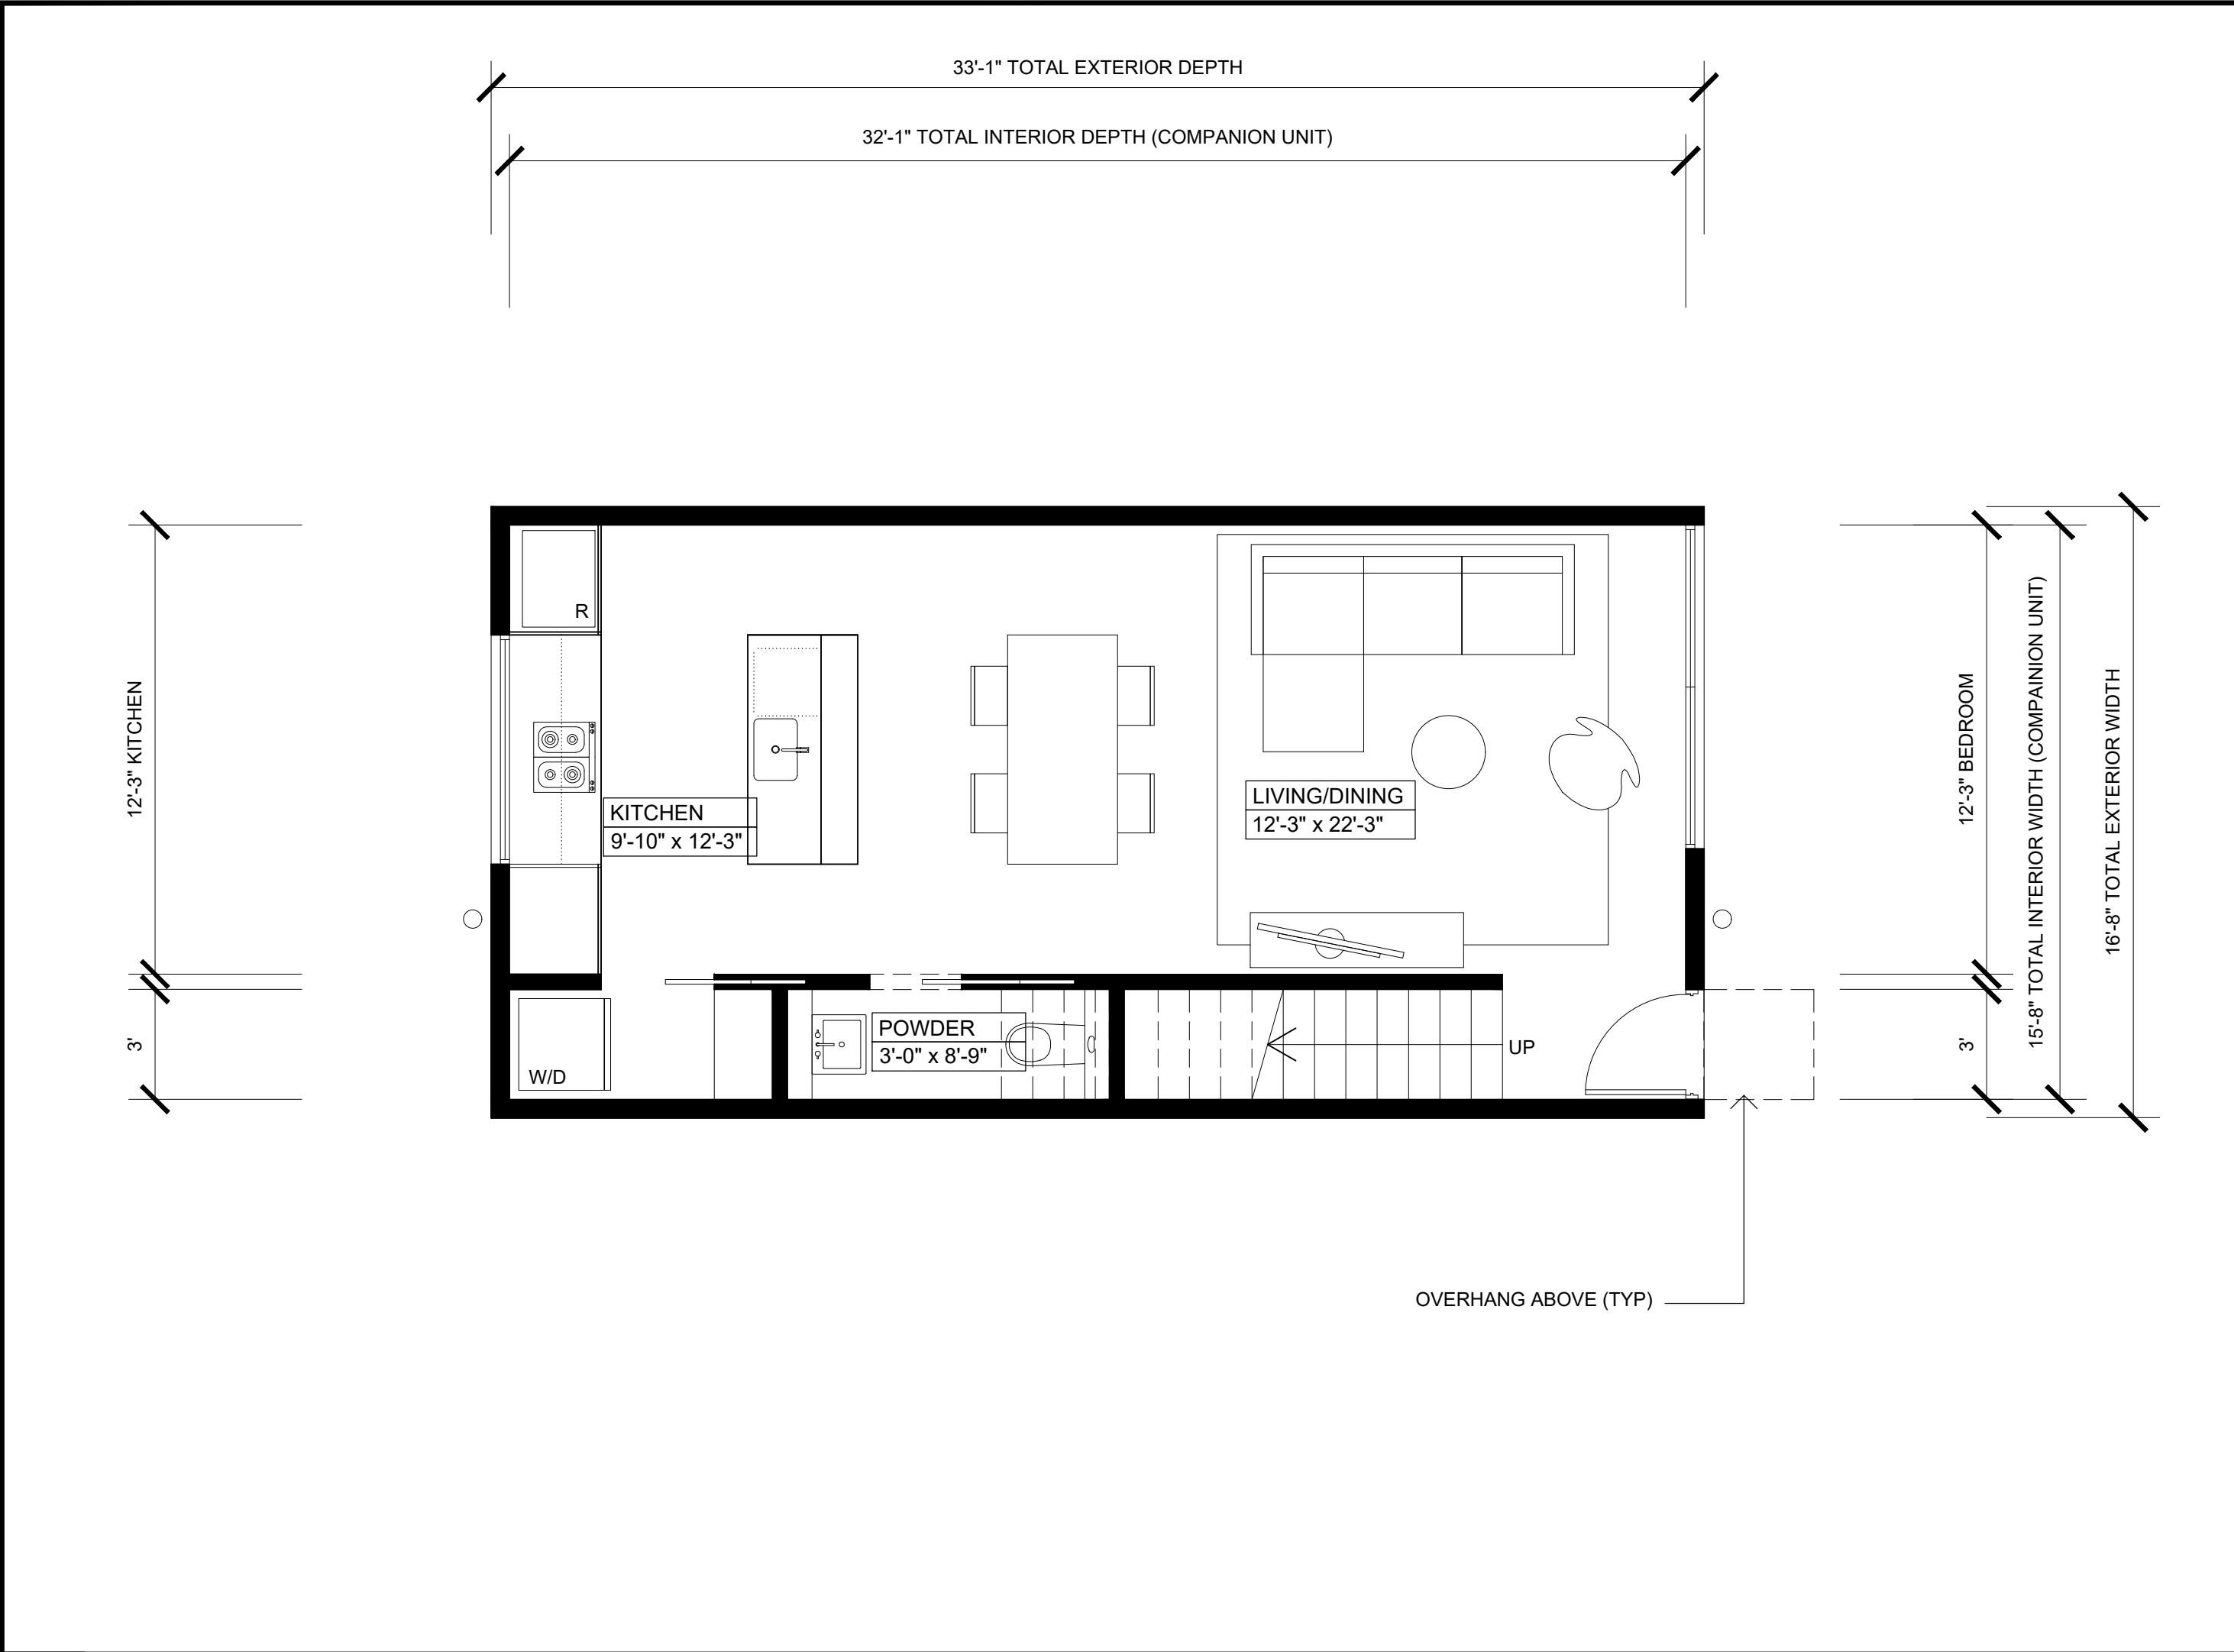 33'-1" TOTAL EXTERIOR DEPTH
32'-1" TOTAL INTERIOR DEPTH (COMPANION UNIT)
R
12'-3" KITCHEN
KITCHEN
9'-10" x 12'-3"
LIVING/DINING
12'-3" x 22'-3"
12'-3" BEDROOM
15'-8" TOTAL INTERIOR WIDTH (COMPAINION UNIT)
16'-8" TOTAL EXTERIOR WIDTH
3'
W/D
POWDER
3'-0" x 8'-9"
UP
3'
OVERHANG ABOVE (TYP)